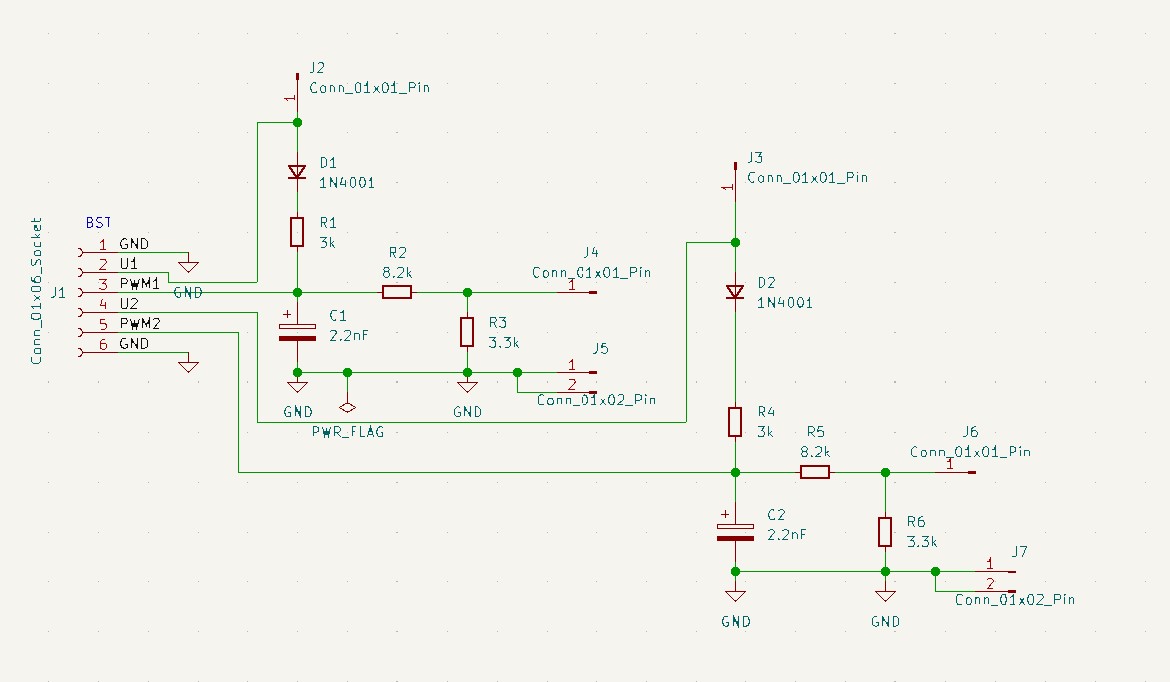 J2
Conn_01x01_Pin
1
D1
1N4001
J3
Conn_01x01_Pin
1
R1
3k
BST
Conn_01x06_Socket
J1
1 GND
2 U1
3 PWM1
4 U2
5 PWM2
6 GND
GND
R2
8.2k
J4
Conn_01x01_Pin
1
D2
1N4001
+
C1
2.2nF
R3
3.3k
J5
1
2
Conn_01x02_Pin
GND
PWR_FLAG
GND
R4
3k
R5
8.2k
J6
Conn_01x01_Pin
1
+
C2
2.2nF
R6
3.3k
J7
1
2
Conn_01x02_Pin
GND
GND